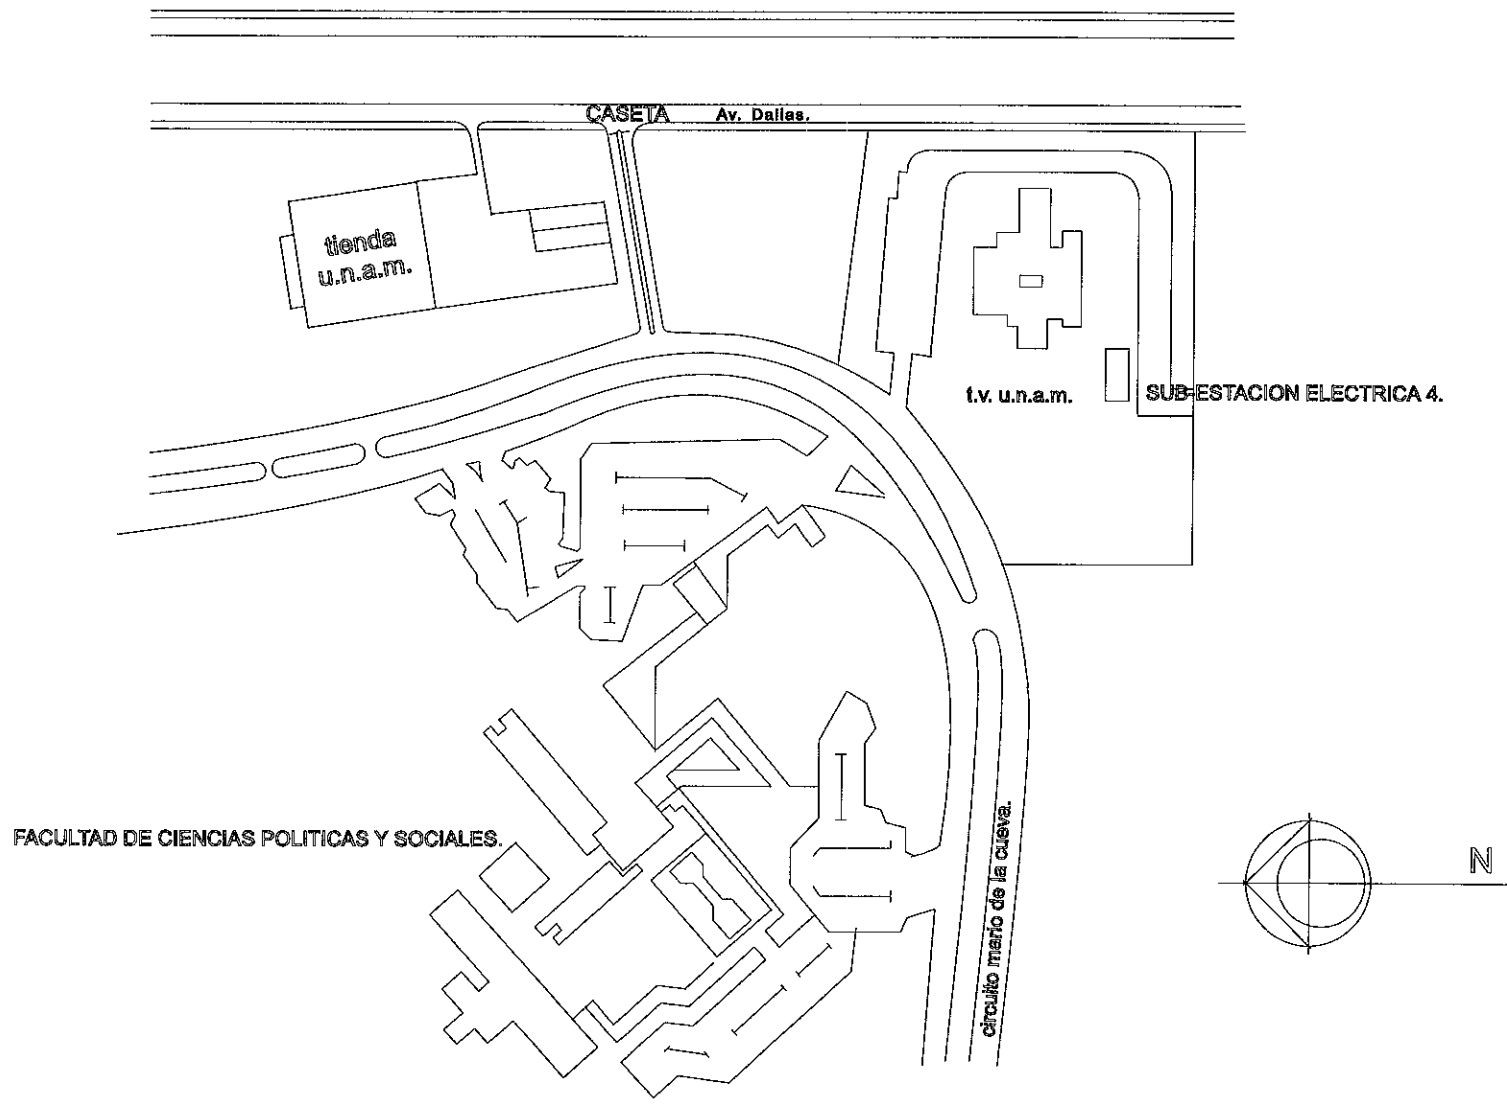 CASETA
Av. Dallas.
tienda
u.n.a.m.
t.v. u.n.a.m.
SUB-ESTACION ELECTRICA 4.
FACULTAD DE CIENCIAS POLITICAS Y SOCIALES.
circuito mario de la cueva.
N